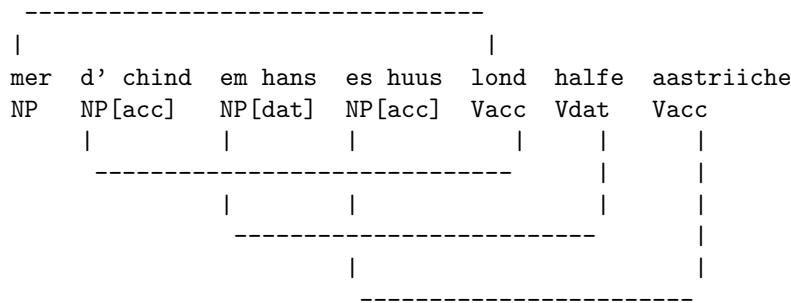 mer d' chind em hans es huus lond halfe aastriiche
NP NP[acc] NP[dat] NP[acc] Vacc Vdat Vacc